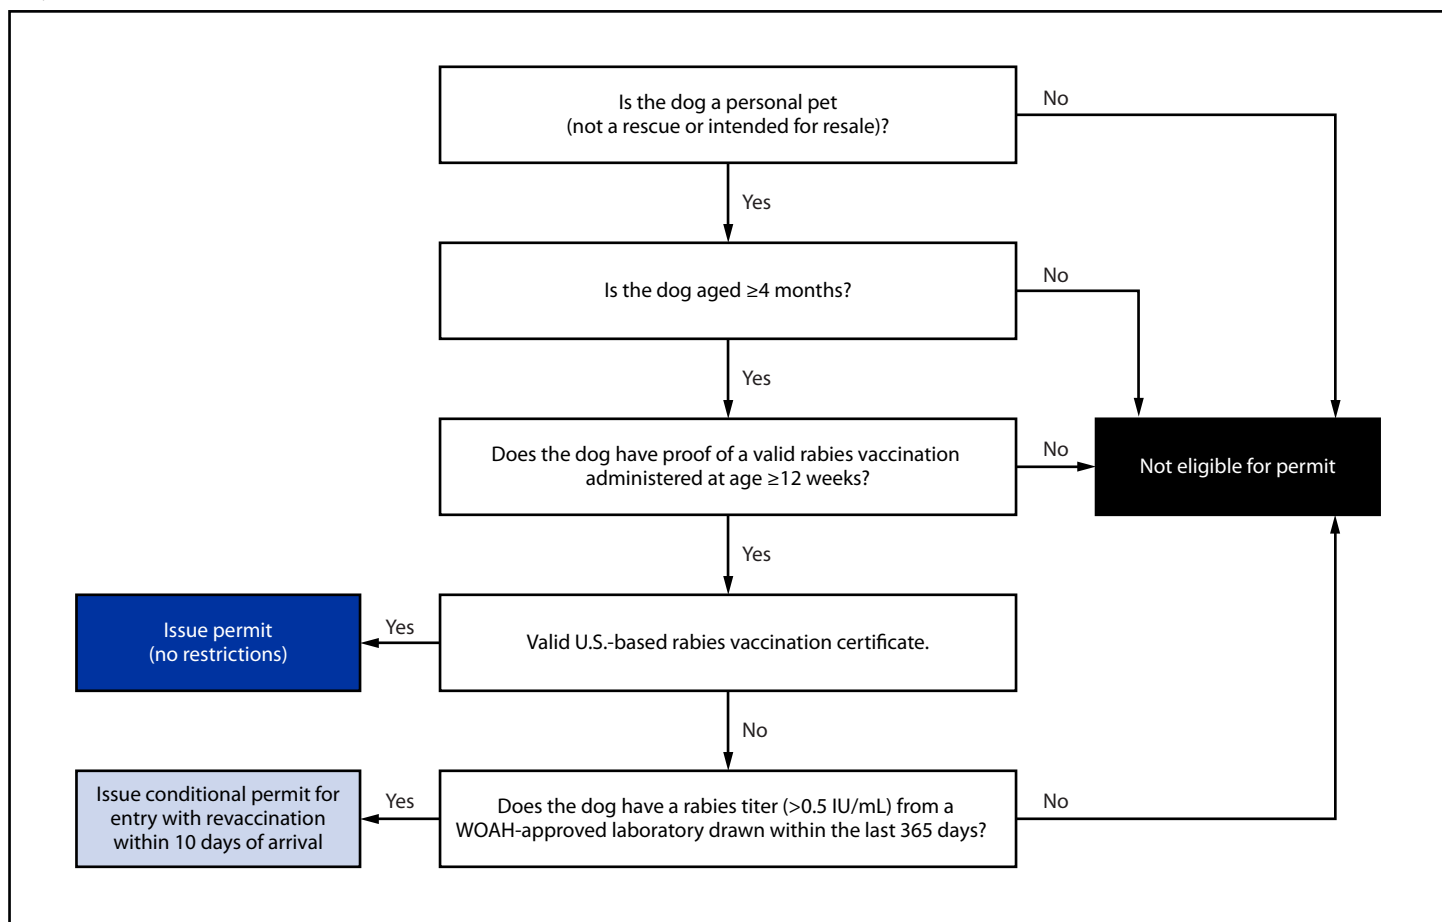 Is the dog a personal pet
(not a rescue or intended for resale)?
No
Yes
Is the dog aged ≥4 months?
No
Yes
Does the dog have proof of a valid rabies vaccination
administered at age ≥12 weeks?
No
Not eligible for permit
Yes
Issue permit
(no restrictions)
Yes
Valid U.S.-based rabies vaccination certificate.
No
Issue conditional permit for
entry with revaccination
within 10 days of arrival
Yes
Does the dog have a rabies titer (>0.5 IU/mL) from a
WOAH-approved laboratory drawn within the last 365 days?
No